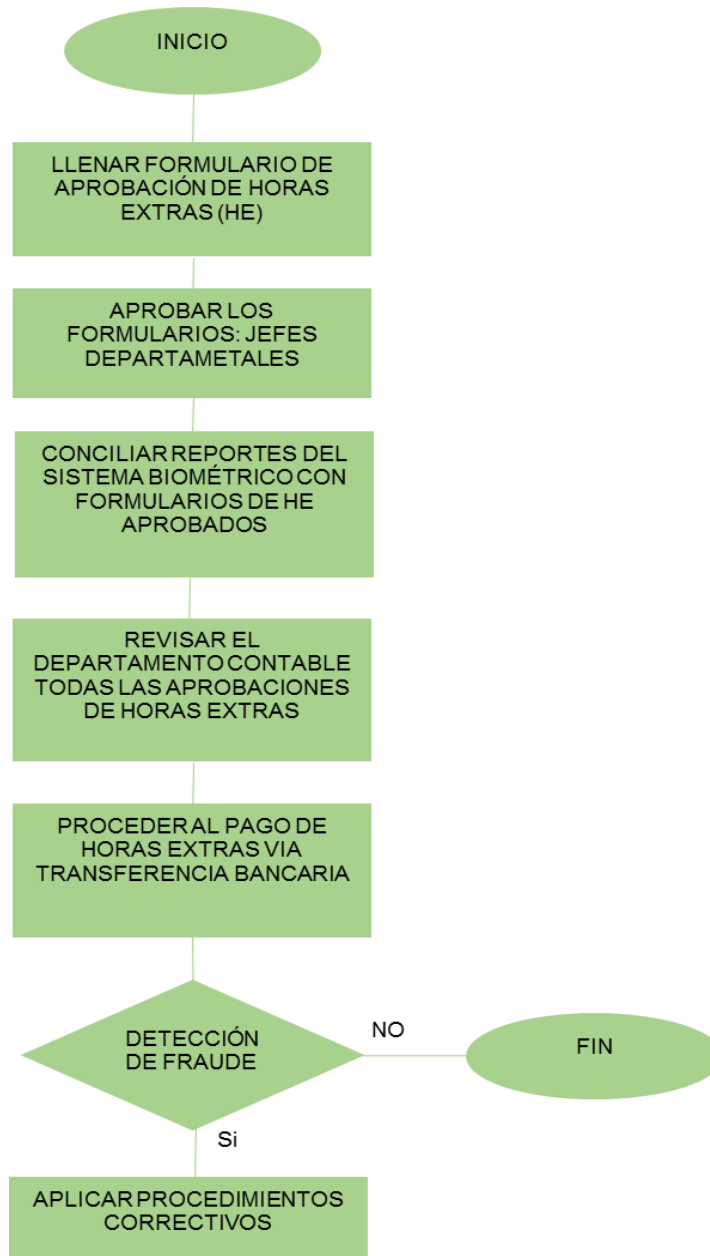 INICIO
LLENAR FORMULARIO DE
APROBACIÓN DE HORAS
EXTRAS (HE)
APROBAR LOS
FORMULARIOS: JEFES
DEPARTAMETALES
CONCILIAR REPORTES DEL
SISTEMA BIOMÉTRICO CON
FORMULARIOS DE HE
APROBADOS
REVISAR EL
DEPARTAMENTO CONTABLE
TODAS LAS APROBACIONES
DE HORAS EXTRAS
PROCEDER AL PAGO DE
HORAS EXTRAS VIA
TRANSFERENCIA BANCARIA
DETECCIÓN
DE FRAUDE
NO
FIN
Si
APLICAR PROCEDIMIENTOS
CORRECTIVOS